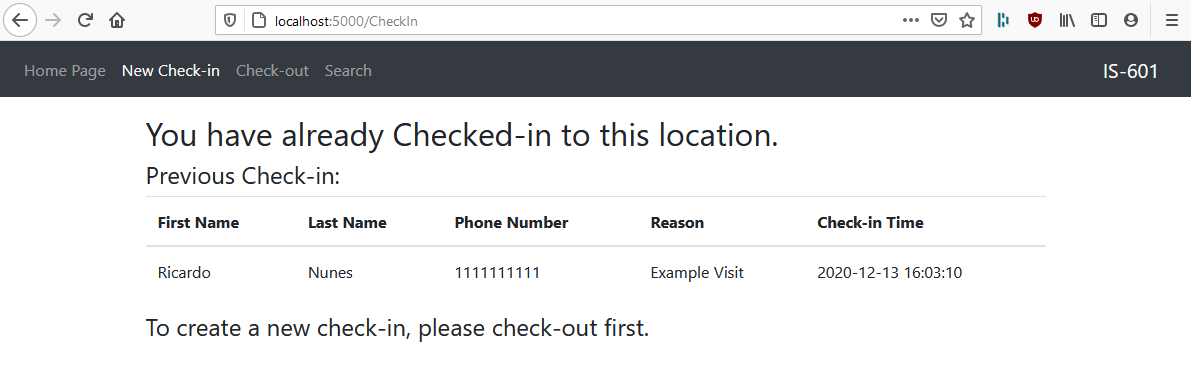 localhost:5000/CheckIn
Home Page New Check-in Check-out Search IS-601
You have already Checked-in to this location.
Previous Check-in:
First Name Last Name Phone Number Reason Check-in Time
Ricardo Nunes 1111111111 Example Visit 2020-12-13 16:03:10
To create a new check-in, please check-out first.